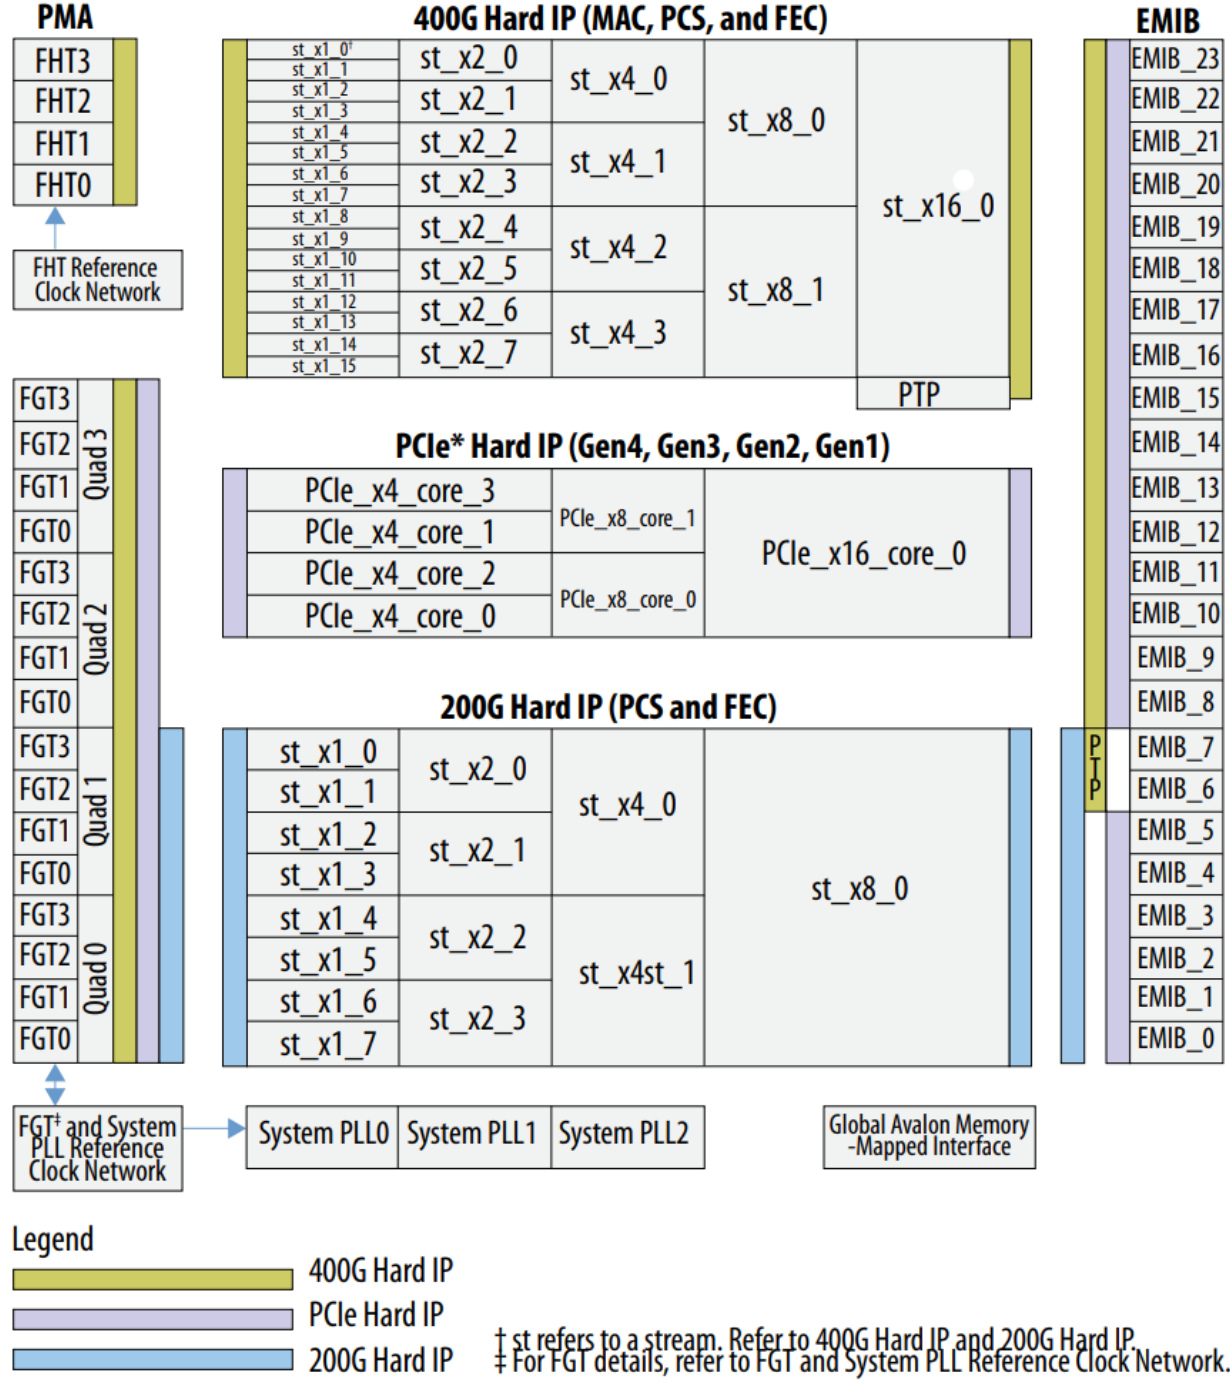 PMA
FHT3
FHT2
FHT1
FHT0
FHT Reference
Clock Network
FGT3
FGT2
FGT1
FGT0
Quad 3
FGT3
FGT2
FGT1
FGT0
Quad 2
FGT3
FGT2
FGT1
FGT0
Quad 1
FGT3
FGT2
FGT1
FGT0
Quad 0
FGT‡ and System
PLL Reference
Clock Network
400G Hard IP (MAC, PCS, and FEC)
st_x1_0†
st_x1_1
st_x1_2
st_x1_3
st_x1_4
st_x1_5
st_x1_6
st_x1_7
st_x1_8
st_x1_9
st_x1_10
st_x1_11
st_x1_12
st_x1_13
st_x1_14
st_x1_15
st_x2_0
st_x2_1
st_x2_2
st_x2_3
st_x2_4
st_x2_5
st_x2_6
st_x2_7
st_x4_0
st_x4_1
st_x4_2
st_x4_3
st_x8_0
st_x8_1
st_x16_0
PTP
PCIe* Hard IP (Gen4, Gen3, Gen2, Gen1)
PCIe_x4_core_3
PCIe_x4_core_1
PCIe_x4_core_2
PCIe_x4_core_0
PCIe_x8_core_1
PCIe_x8_core_0
PCIe_x16_core_0
200G Hard IP (PCS and FEC)
st_x1_0
st_x1_1
st_x1_2
st_x1_3
st_x1_4
st_x1_5
st_x1_6
st_x1_7
st_x2_0
st_x2_1
st_x2_2
st_x2_3
st_x4_0
st_x4st_1
st_x8_0
System PLL0
System PLL1
System PLL2
Global Avalon Memory
-Mapped Interface
EMIB
EMIB_23
EMIB_22
EMIB_21
EMIB_20
EMIB_19
EMIB_18
EMIB_17
EMIB_16
EMIB_15
EMIB_14
EMIB_13
EMIB_12
EMIB_11
EMIB_10
EMIB_9
EMIB_8
EMIB_7
EMIB_6
EMIB_5
EMIB_4
EMIB_3
EMIB_2
EMIB_1
EMIB_0
PTP
Legend
400G Hard IP
PCIe Hard IP
200G Hard IP
† st refers to a stream. Refer to 400G Hard IP and 200G Hard IP.
‡ For FGT details, refer to FGT and System PLL Reference Clock Network.